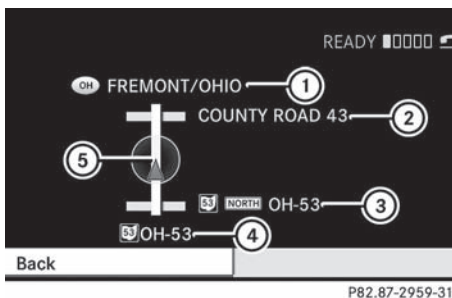 READY
OH FREMONT/OHIO 1
COUNTY ROAD 43 2
5
53 NORTH OH-53 3
53 OH-53 4
Back
P82.87-2959-31